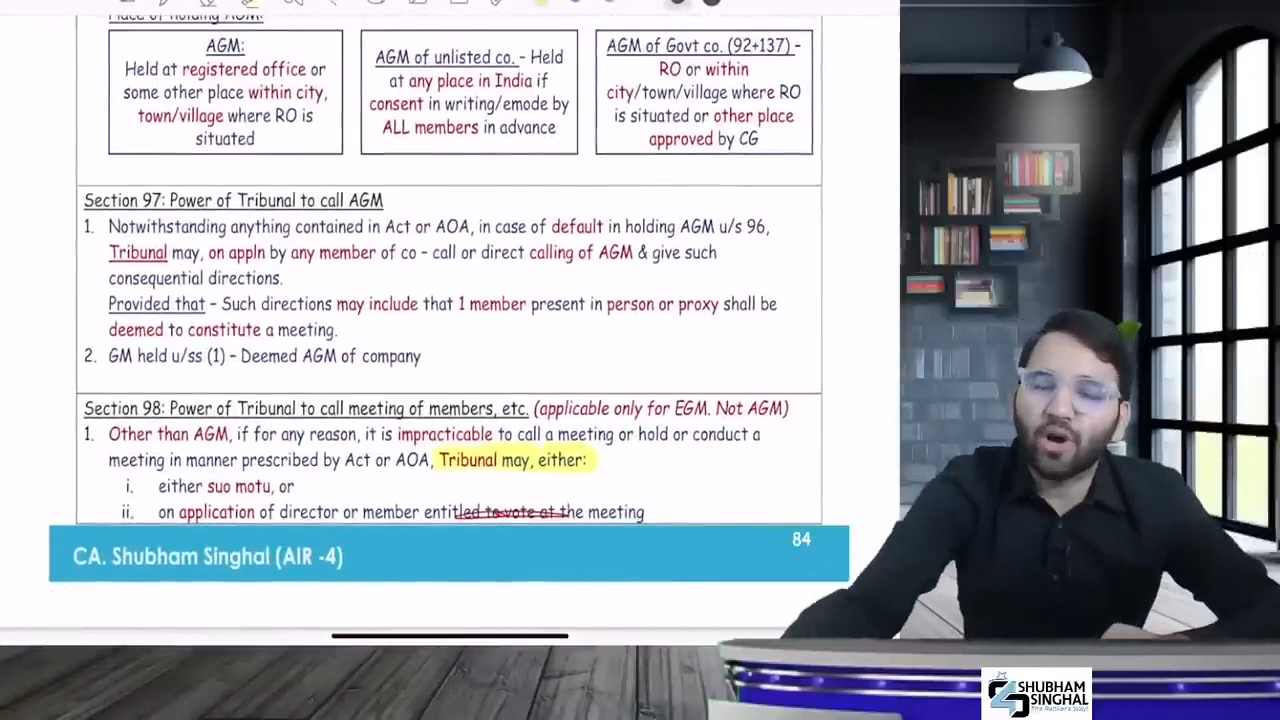 Place of holding AGM:
AGM:
Held at registered office or
some other place within city,
town/village where RO is
situated
AGM of unlisted co. – Held
at any place in India if
consent in writing/emode by
ALL members in advance
AGM of Govt co. (92+137) –
RO or within
city/town/village where RO
is situated or other place
approved by CG
Section 97: Power of Tribunal to call AGM
1. Notwithstanding anything contained in Act or AOA, in case of default in holding AGM u/s 96,
Tribunal may, on appln by any member of co – call or direct calling of AGM & give such
consequential directions.
Provided that – Such directions may include that 1 member present in person or proxy shall be
deemed to constitute a meeting.
2. GM held u/ss (1) – Deemed AGM of company
Section 98: Power of Tribunal to call meeting of members, etc. (applicable only for EGM. Not AGM)
1. Other than AGM, if for any reason, it is impracticable to call a meeting or hold or conduct a
meeting in manner prescribed by Act or AOA, Tribunal may, either:
i. either suo motu, or
ii. on application of director or member entitled to vote at the meeting
CA. Shubham Singhal (AIR -4)
84
SHUBHAM
SINGHAL
The Ranker's Way!